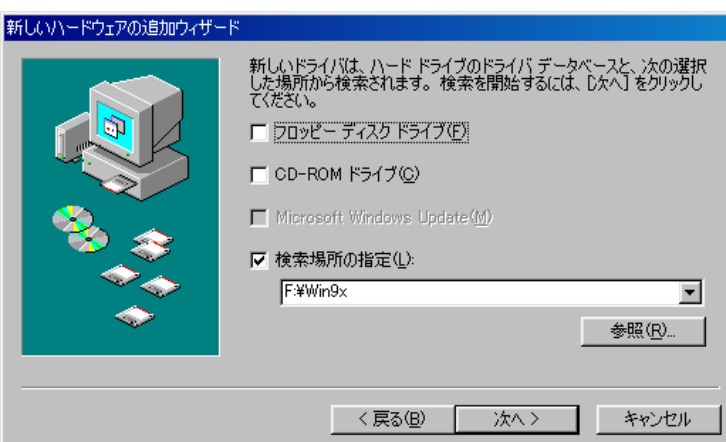 新しいハードウェアの追加ウィザード
新しいドライバは、ハード ドライブのドライバ データベースと、次の選択
した場所から検索されます。検索を開始するには、[次へ] をクリックし
てください。
フロッピー ディスク ドライブ(F)
CD-ROM ドライブ(C)
Microsoft Windows Update(M)
検索場所の指定(L):
F:¥Win9x
参照(R)...
< 戻る(B)
次へ >
キャンセル